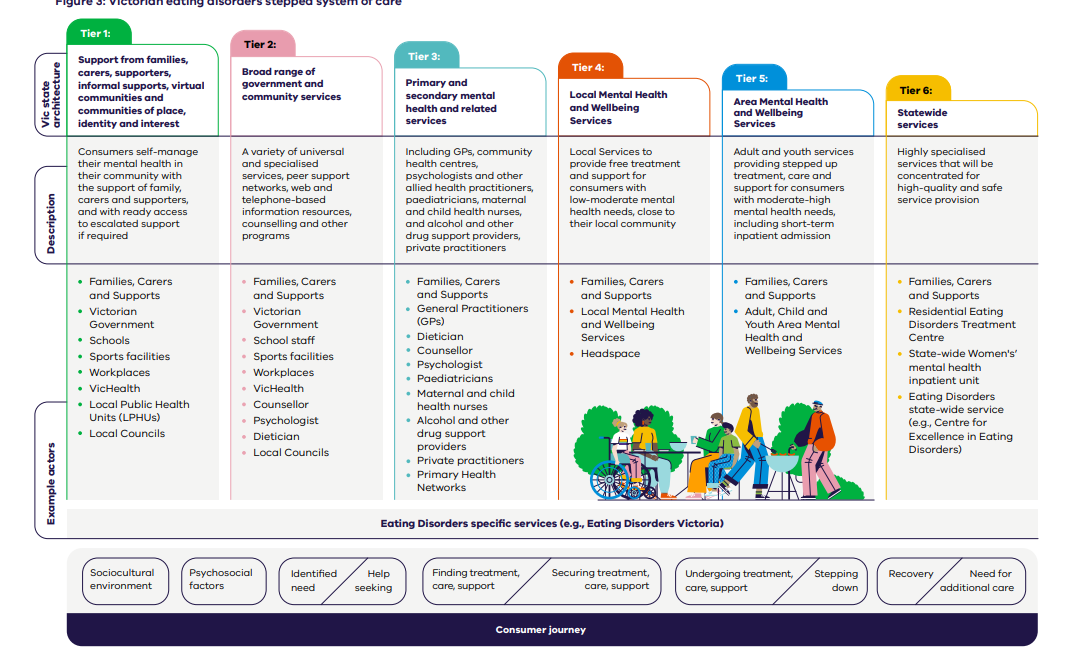 Figure 3: Victorian eating disorders stepped system of care
Vic state
architecture
Tier 1:
Support from families,
carers, supporters,
informal supports, virtual
communities and
communities of place,
identity and interest
Tier 2:
Broad range of
government and
community services
Tier 3:
Primary and
secondary mental
health and related
services
Tier 4:
Local Mental Health
and Wellbeing
Services
Tier 5:
Area Mental Health
and Wellbeing
Services
Tier 6:
Statewide
services
Description
Consumers self-manage
their mental health in
their community with
the support of family,
carers and supporters,
and with ready access
to escalated support
if required
A variety of universal
and specialised
services, peer support
networks, web and
telephone-based
information resources,
counselling and other
programs
Including GPs, community
health centres,
psychologists and other
allied health practitioners,
paediatricians, maternal
and child health nurses,
and alcohol and other
drug support providers,
private practitioners
Local Services to
provide free treatment
and support for
consumers with
low-moderate mental
health needs, close to
their local community
Adult and youth services
providing stepped up
treatment, care and
support for consumers
with moderate-high
mental health needs,
including short-term
inpatient admission
Highly specialised
services that will be
concentrated for
high-quality and safe
service provision
Example actors
• Families, Carers
and Supports
• Victorian
Government
• Schools
• Sports facilities
• Workplaces
• VicHealth
• Local Public Health
Units (LPHUs)
• Local Councils
• Families, Carers
and Supports
• Victorian
Government
• School staff
• Sports facilities
• Workplaces
• VicHealth
• Counsellor
• Psychologist
• Dietician
• Local Councils
• Families, Carers
and Supports
• General Practitioners
(GPs)
• Dietician
• Counsellor
• Psychologist
• Paediatricians
• Maternal and child
health nurses
• Alcohol and other
drug support
providers
• Private practitioners
• Primary Health
Networks
• Families, Carers
and Supports
• Local Mental Health
and Wellbeing
Services
• Headspace
• Families, Carers
and Supports
• Adult, Child and
Youth Area Mental
Health and
Wellbeing Services
• Families, Carers
and Supports
• Residential Eating
Disorders Treatment
Centre
• State-wide Women's'
mental health
inpatient unit
• Eating Disorders
state-wide service
(e.g., Centre for
Excellence in Eating
Disorders)
Eating Disorders specific services (e.g., Eating Disorders Victoria)
Sociocultural
environment
Psychosocial
factors
Identified
need
Help
seeking
Finding treatment,
care, support
Securing treatment,
care, support
Undergoing treatment,
care, support
Stepping
down
Recovery
Need for
additional care
Consumer journey